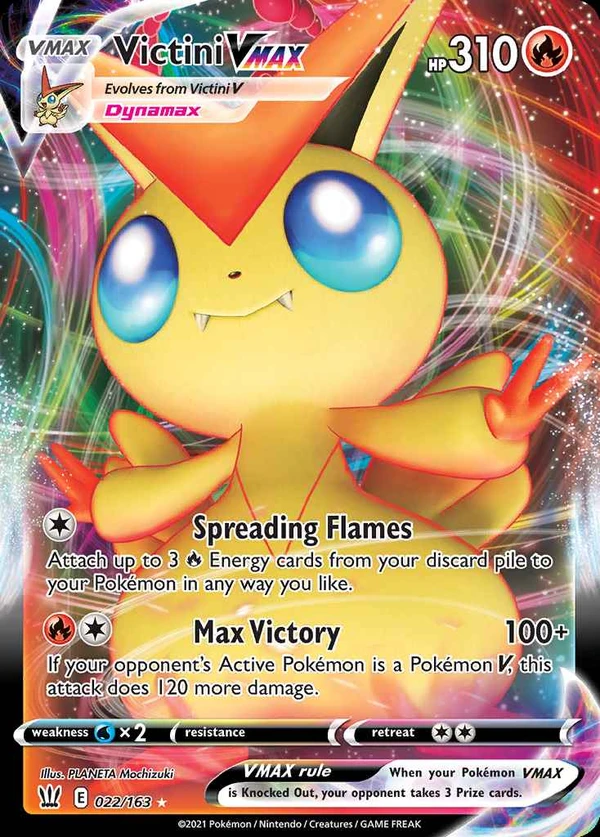 VMAX
Victini VMAX
HP 310
Evolves from Victini V
Dynamax
Spreading Flames
Attach up to 3 Energy cards from your discard pile to
your Pokémon in any way you like.
Max Victory 100+
If your opponent's Active Pokémon is a Pokémon V, this
attack does 120 more damage.
weakness ×2 resistance retreat
Illus. PLANETA Mochizuki
VMAX rule When your Pokémon VMAX
is Knocked Out, your opponent takes 3 Prize cards.
E 022/163
©2021 Pokémon / Nintendo / Creatures / GAME FREAK